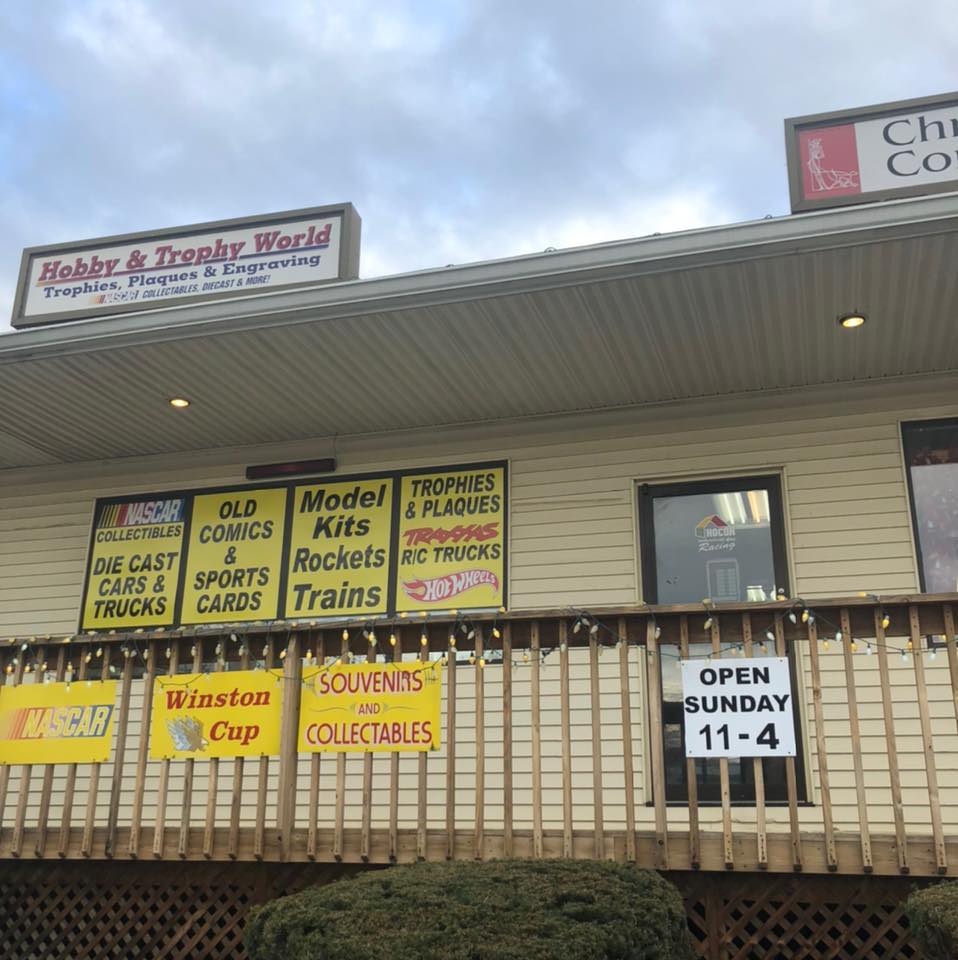 Chr
Co
Hobby & Trophy World
Trophies, Plaques & Engraving
NASCAR COLLECTABLES, DIECAST & MORE!
NASCAR
COLLECTIBLES
DIE CAST
CARS &
TRUCKS
OLD
COMICS
&
SPORTS
CARDS
Model
Kits
Rockets
Trains
TROPHIES
& PLAQUES
TRAXXAS
R/C TRUCKS
HOT WHEELS
HOCOR
Racing
NASCAR
Winston
Cup
SOUVENIRS
AND
COLLECTABLES
OPEN
SUNDAY
11-4